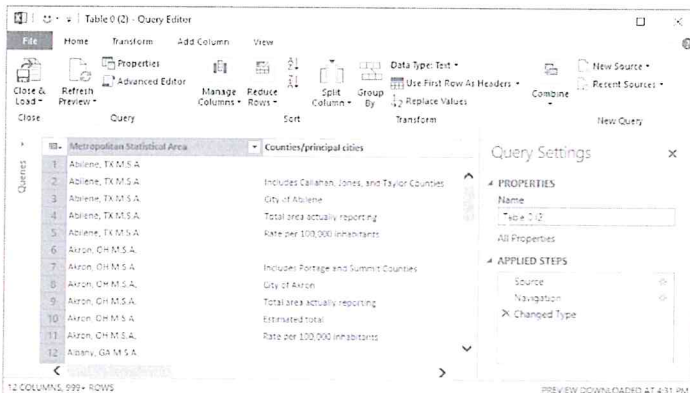 Table 0 (2) - Query Editor
File Home Transform Add Column View
Close & Load
Refresh Preview
Properties
Advanced Editor
Manage Columns
Reduce Rows
Split Column
Group By
Data Type: Text
Use First Row As Headers
Replace Values
Combine
New Source
Recent Sources
Close Query Sort Transform New Query
Queries
Metropolitan Statistical Area Counties/principal cities
1 Abilene, TX M.S.A.
2 Abilene, TX M.S.A. Includes Callahan, Jones, and Taylor Counties
3 Abilene, TX M.S.A. City of Abilene
4 Abilene, TX M.S.A. Total area actually reporting
5 Abilene, TX M.S.A. Rate per 100,000 inhabitants
6 Akron, OH M.S.A.
7 Akron, OH M.S.A. Includes Portage and Summit Counties
8 Akron, OH M.S.A. City of Akron
9 Akron, OH M.S.A. Total area actually reporting
10 Akron, OH M.S.A. Estimated total
11 Akron, OH M.S.A. Rate per 100,000 inhabitants
12 Albany, GA M.S.A.
Query Settings
PROPERTIES
Name
All Properties
APPLIED STEPS
Source
Navigation
Changed Type
12 COLUMNS, 999+ ROWS
PREVIEW DOWNLOADED AT 4:31 PM